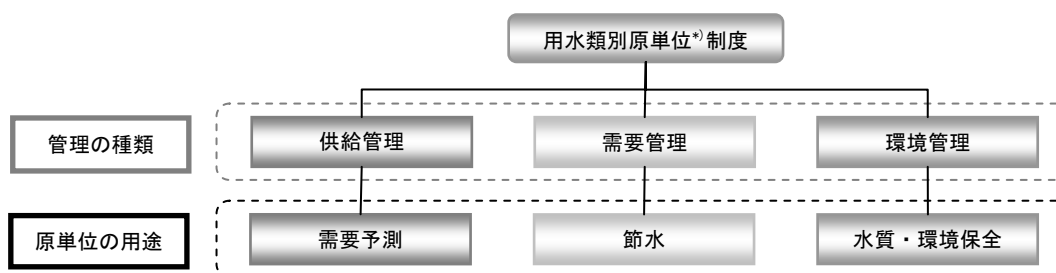 用水類別原単位*)制度
管理の種類
供給管理
需要管理
環境管理
原単位の用途
需要予測
節水
水質・環境保全